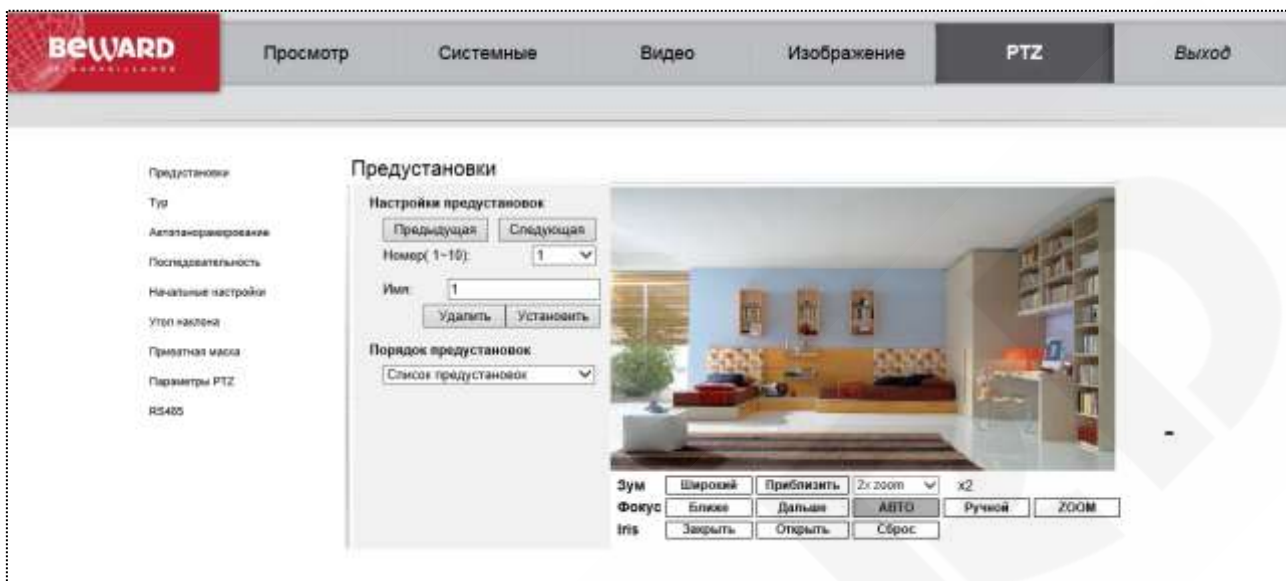 BEWARD
Просмотр Системные Видео Изображение PTZ Выход
Предустановки
Тур
Автопанорамирование
Последовательность
Начальные настройки
Угол наклона
Приватная маска
Параметры PTZ
RS485
Предустановки
Настройки предустановок
Предыдущая Следующая
Номер( 1~10): 1
Имя: 1
Удалить Установить
Порядок предустановок
Список предустановок
Зум Широкий Приблизить 2x zoom x2
Фокус Ближе Дальше АВТО Ручной ZOOM
Iris Закрыть Открыть Сброс